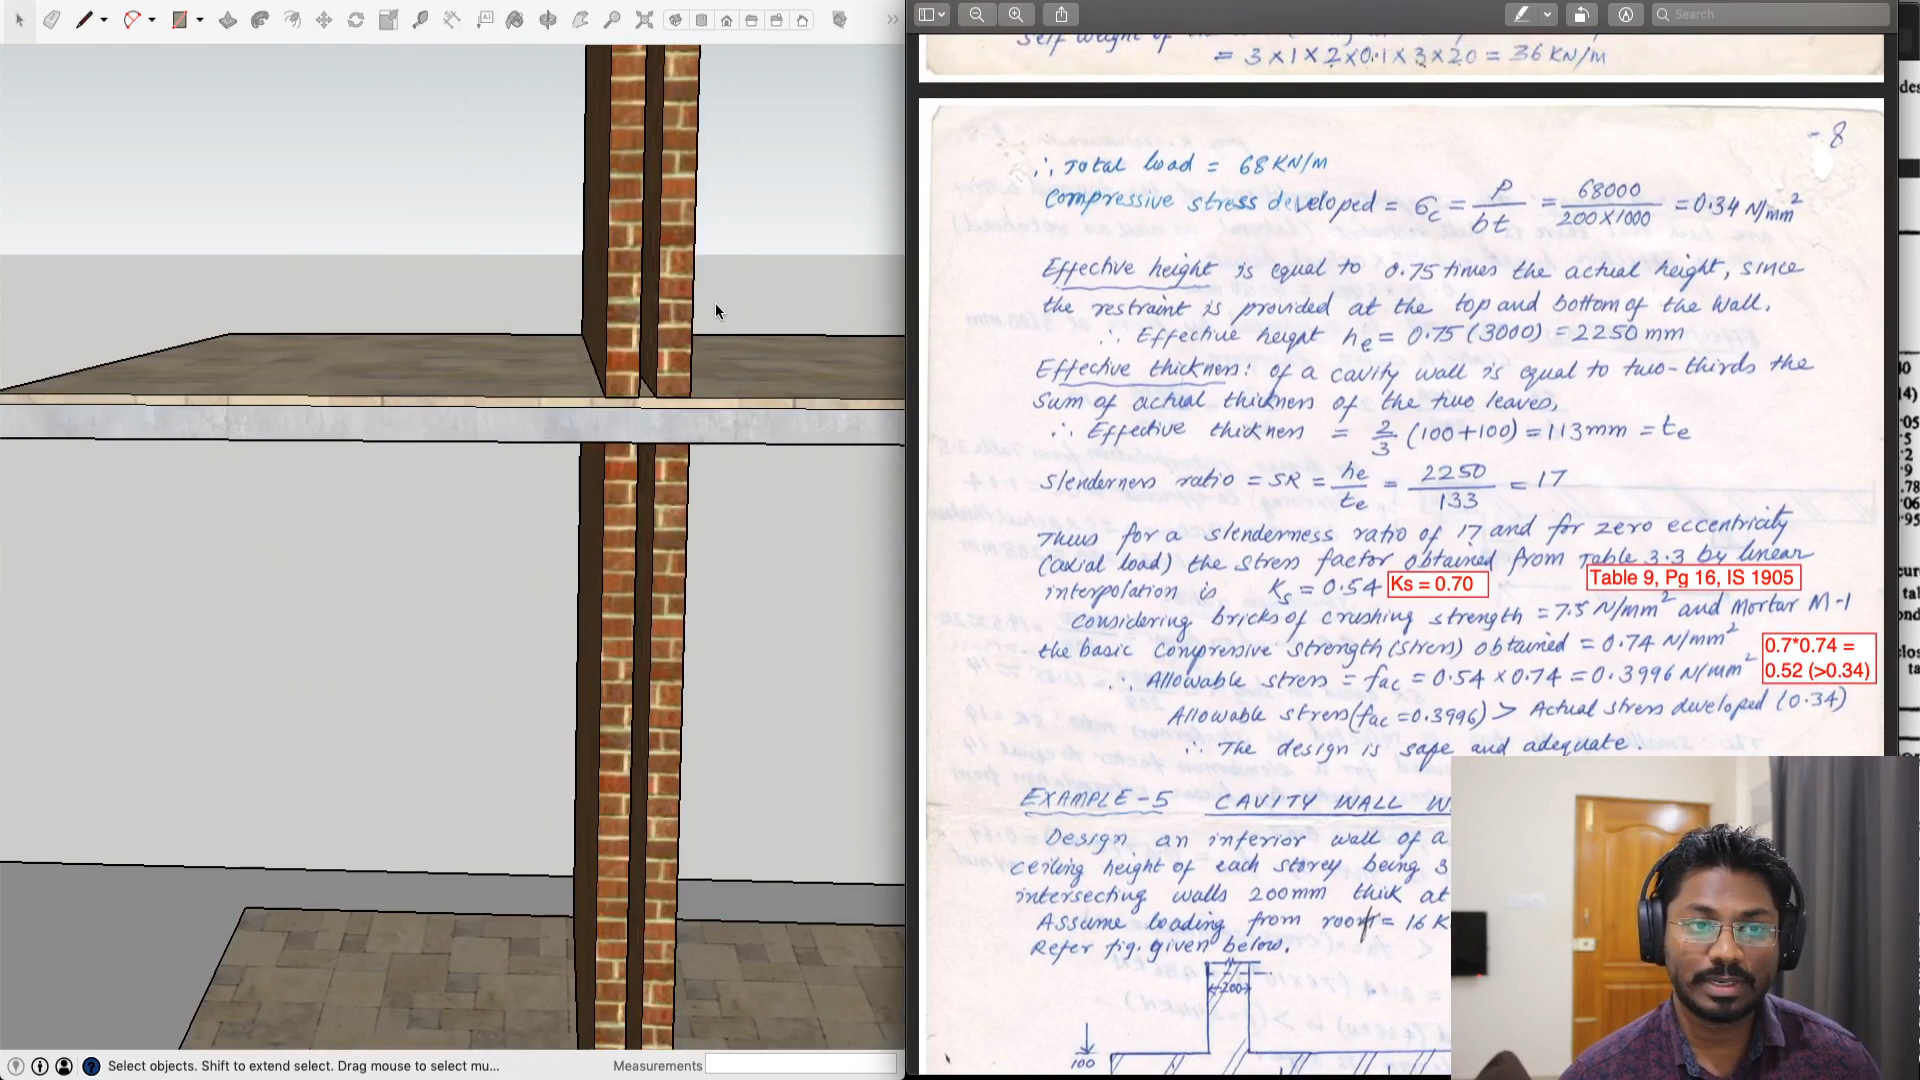 Search
= 3 x 1 x 2 x 0.1 x 3 x 20 = 36 KN/m
- 8
∴ Total load = 68 KN/m
Compressive stress developed = σc = P / bt = 68000 / 200 x 1000 = 0.34 N/mm²
Effective height is equal to 0.75 times the actual height, since
the restraint is provided at the top and bottom of the wall.
∴ Effective height he = 0.75 (3000) = 2250 mm
Effective thickness: of a cavity wall is equal to two-thirds the
sum of actual thickness of the two leaves,
∴ Effective thickness = 2/3 (100+100) = 113 mm = te
Slenderness ratio = SR = he / te = 2250 / 133 = 17
Thus for a slenderness ratio of 17 and for zero eccentricity
(axial load) the stress factor obtained from Table 3.3 by linear
interpolation is Ks = 0.54 Ks = 0.70 Table 9, Pg 16, IS 1905
Considering bricks of crushing strength = 7.5 N/mm² and Mortar M-1
the basic compressive strength (stress) obtained = 0.74 N/mm²
0.7*0.74 =
0.52 (>0.34)
∴ Allowable stress = fac = 0.54 x 0.74 = 0.3996 N/mm²
Allowable stress (fac = 0.3996) > Actual stress developed (0.34)
∴ The design is safe and adequate.
EXAMPLE-5 CAVITY WALL W
Design an interior wall of a
ceiling height of each storey being 3
intersecting walls 200mm thick at
Assume loading from roof = 16 K
Refer fig. given below.
200
100
Select objects. Shift to extend select. Drag mouse to select mu...
Measurements